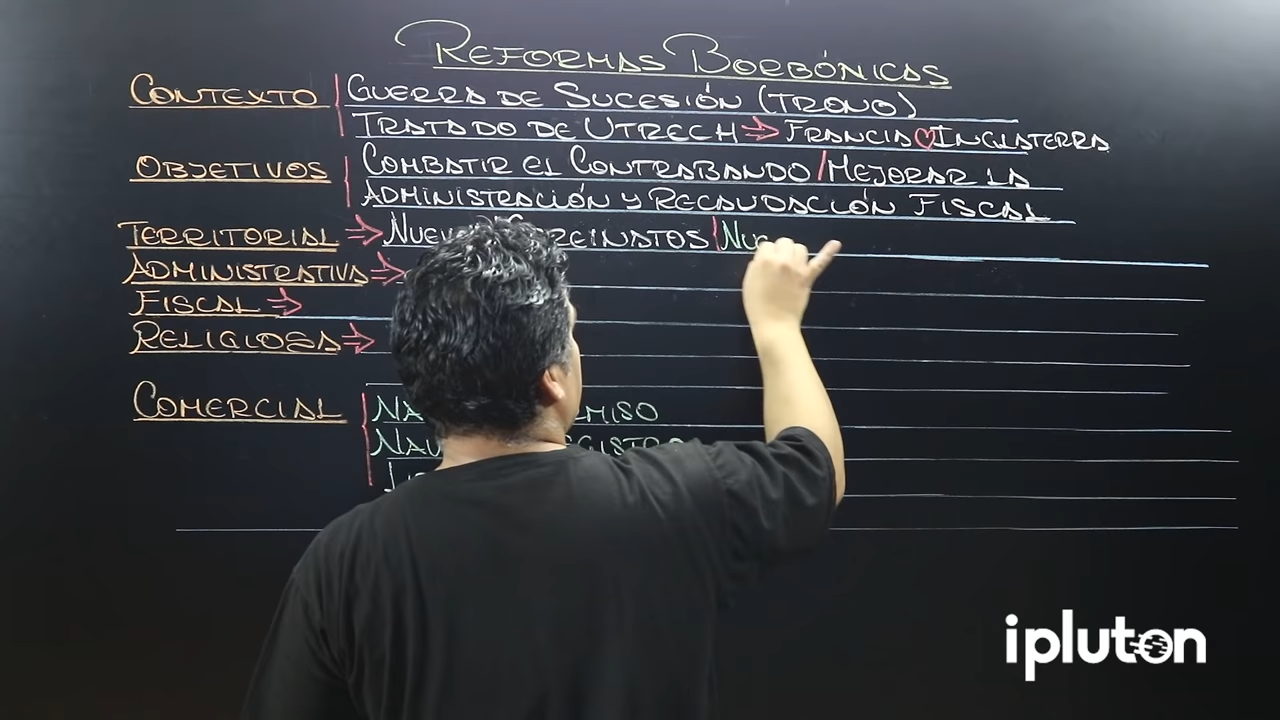 REFORMAS BORBÓNICAS
CONTEXTO GUERRA DE SUCESIÓN (TRONO)
TRATADO DE UTRECH ⇒ FRANCIA ♡ INGLATERRA
OBJETIVOS COMBATIR EL CONTRABANDO / MEJORAR LA
ADMINISTRACIÓN Y RECAUDACIÓN FISCAL
TERRITORIAL ⇒
ADMINISTRATIVA ⇒
FISCAL ⇒
RELIGIOSA ⇒
COMERCIAL
ipluton